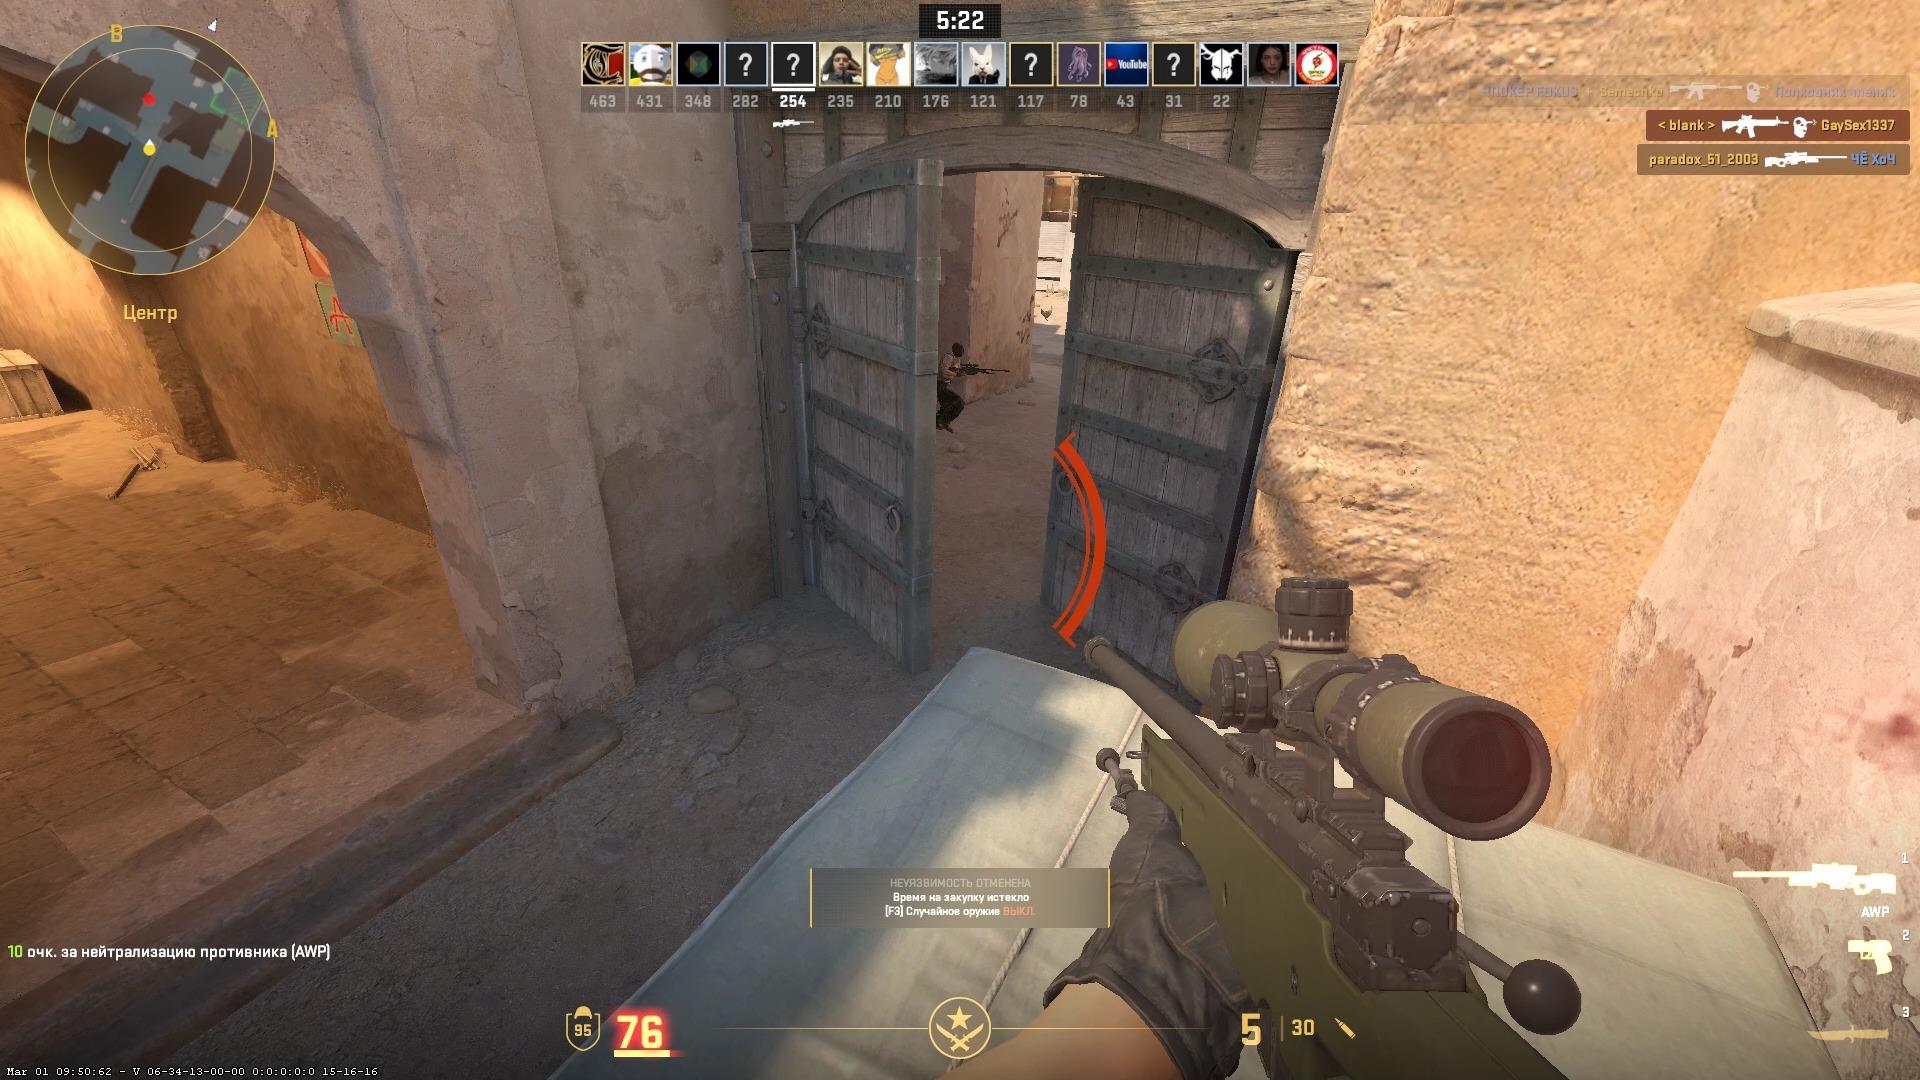 5:22
B
? ? YouTube ? ?
463 431 348 282 254 235 210 176 121 117 78 43 31 22
A
Semechko
< blank > GaySex1337
paradox_51_2003 ЧЁ ХоЧ
Центр
НЕУЯЗВИМОСТЬ ОТМЕНЕНА
Время на закупку истекло
[F3] Случайное оружие ВЫКЛ.
1
AWP
2
3
10 очк. за нейтрализацию противника (AWP)
95 76 5 30
Mar 01 09:50:62 - V 06-34-13-00-00 0:0:0:0:0 15-16-16